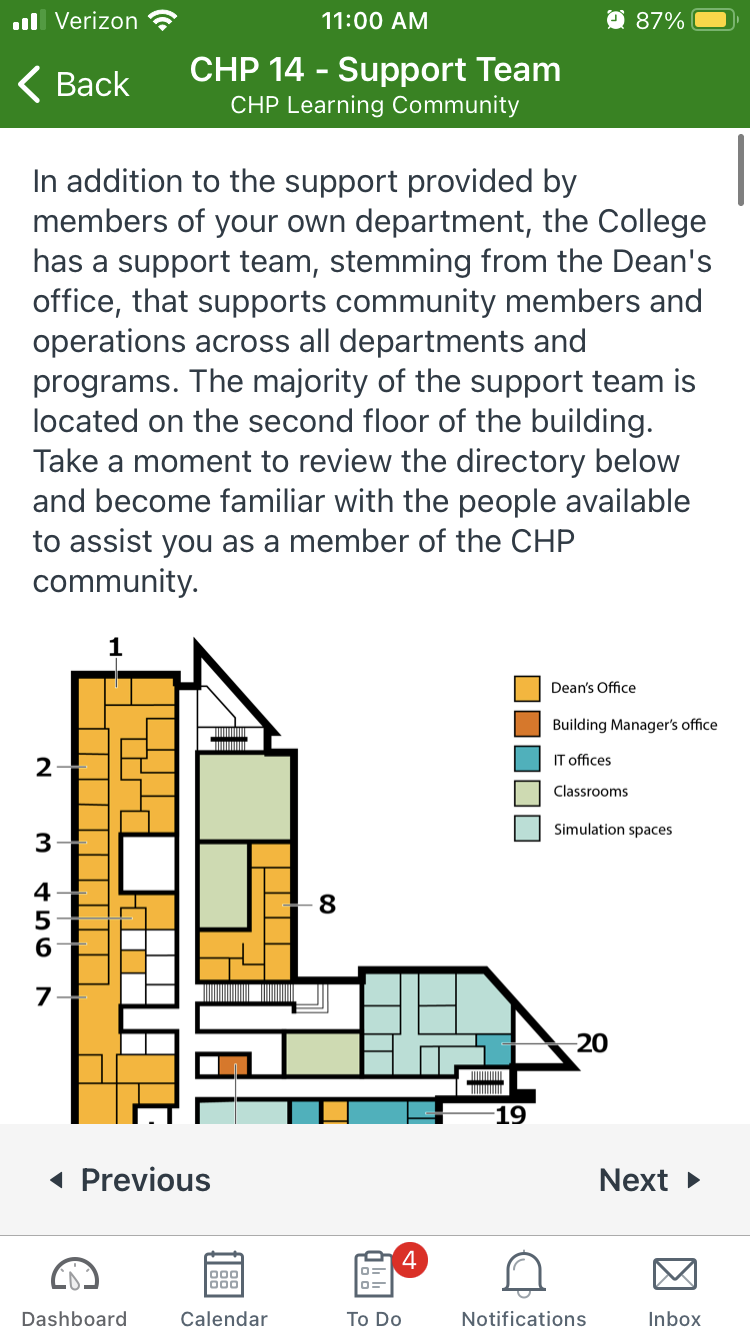 Verizon 11:00 AM 87%
Back
CHP 14 - Support Team
CHP Learning Community
In addition to the support provided by
members of your own department, the College
has a support team, stemming from the Dean's
office, that supports community members and
operations across all departments and
programs. The majority of the support team is
located on the second floor of the building.
Take a moment to review the directory below
and become familiar with the people available
to assist you as a member of the CHP
community.
1
2
3
4
5
6
7
8
20
19
Dean's Office
Building Manager's office
IT offices
Classrooms
Simulation spaces
Previous Next
4
Dashboard Calendar To Do Notifications Inbox